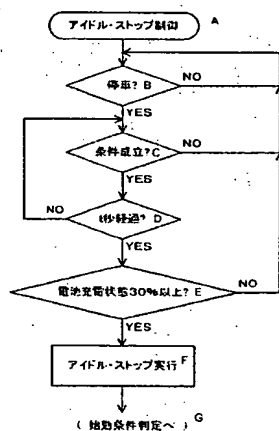 アイドル・ストップ制御 A
停車? B
NO
YES
条件成立? C
NO
YES
t秒経過? D
NO
YES
電池充電状態30%以上? E
NO
YES
アイドル・ストップ実行 F
( 始動条件判定へ ) G